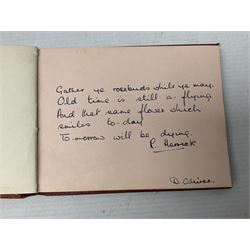 Gather ye rosebuds while ye may,
Old time is still a-flying
And that same flower which
smiles to-day
To-morrow will be dying.
R. Herrick
D. Oliver